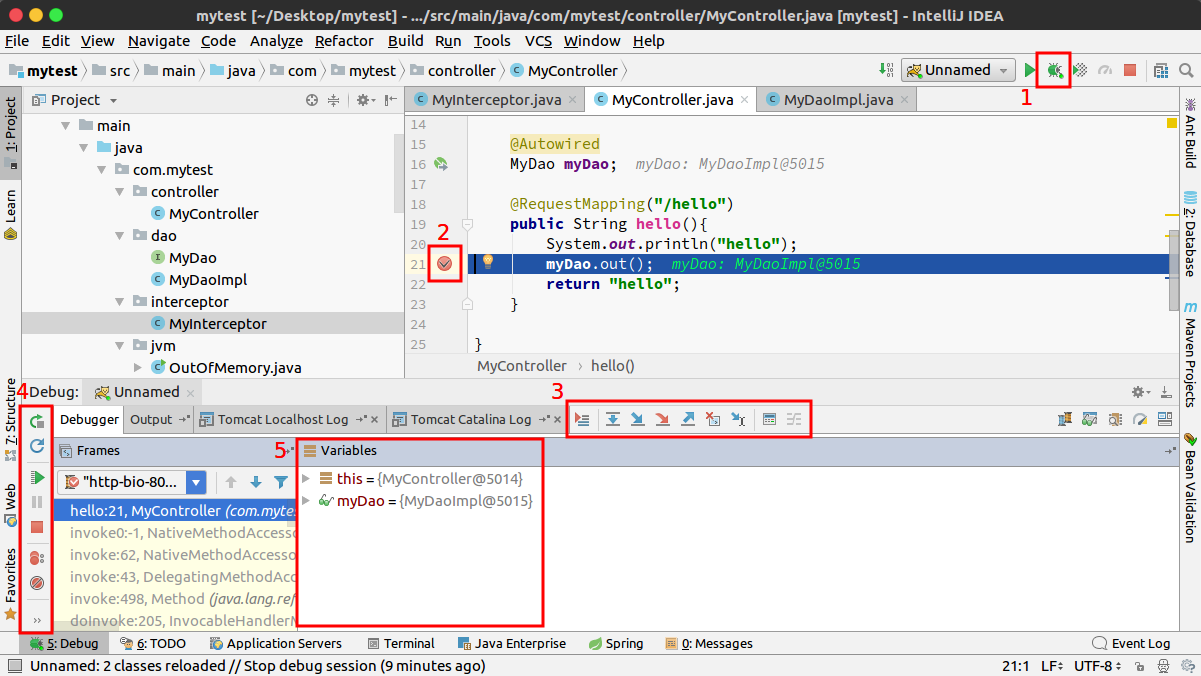 mytest [~/Desktop/mytest] - .../src/main/java/com/mytest/controller/MyController.java [mytest] - IntelliJ IDEA
File Edit View Navigate Code Analyze Refactor Build Run Tools VCS Window Help
mytest src main java com mytest controller MyController Unnamed
1
Project MyInterceptor.java MyController.java MyDaoImpl.java
1: Project
Learn
7: Structure
Web
Favorites
main
java
com.mytest
controller
MyController
dao
MyDao
MyDaoImpl
interceptor
MyInterceptor
jvm
OutOfMemory.java
14
15 @Autowired
16 MyDao myDao; myDao: MyDaoImpl@5015
17
18 @RequestMapping("/hello")
19 public String hello(){
2
20 System.out.println("hello");
21 myDao.out(); myDao: MyDaoImpl@5015
22 return "hello";
23 }
24
25 }
MyController › hello()
Ant Build
2: Database
Maven Projects
Bean Validation
4 Debug: Unnamed
3
Debugger Output Tomcat Localhost Log Tomcat Catalina Log
5
Frames Variables
"http-bio-80...
hello:21, MyController (com.mytes
invoke0:-1, NativeMethodAccesso
invoke:62, NativeMethodAccesso
invoke:43, DelegatingMethodAcc
invoke:498, Method (java.lang.ref
doInvoke:205, InvocableHandlerM
this = {MyController@5014}
myDao = {MyDaoImpl@5015}
5: Debug 6: TODO Application Servers Terminal Java Enterprise Spring 0: Messages Event Log
Unnamed: 2 classes reloaded // Stop debug session (9 minutes ago) 21:1 LF UTF-8